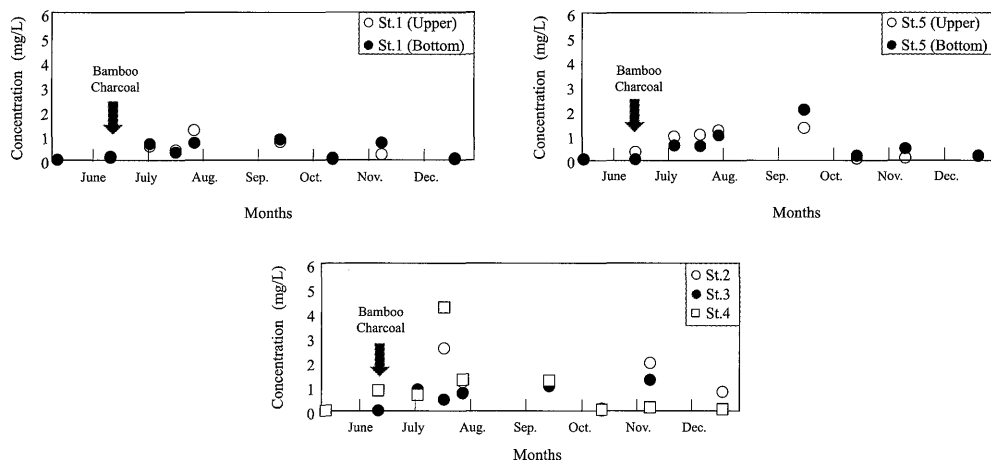 Concentration (mg/L)
6
5
4
3
2
1
0
Bamboo
Charcoal
St.1 (Upper)
St.1 (Bottom)
June July Aug. Sep. Oct. Nov. Dec.
Months
Concentration (mg/L)
6
5
4
3
2
1
0
Bamboo
Charcoal
St.5 (Upper)
St.5 (Bottom)
June July Aug. Sep. Oct. Nov. Dec.
Months
Concentration (mg/L)
6
5
4
3
2
1
0
Bamboo
Charcoal
St.2
St.3
St.4
June July Aug. Sep. Oct. Nov. Dec.
Months